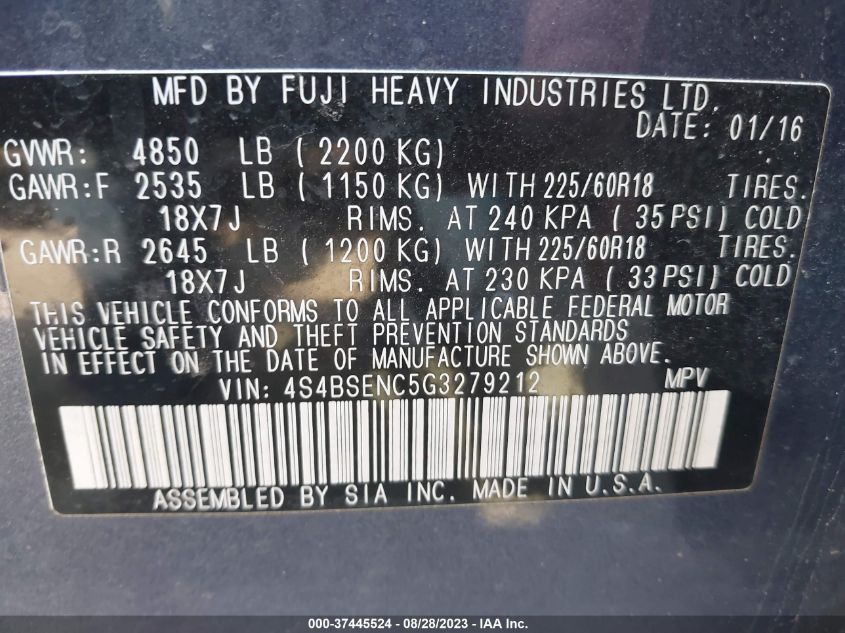 MFD BY FUJI HEAVY INDUSTRIES LTD.
DATE: 01/16
GVWR: 4850 LB ( 2200 KG)
GAWR:F 2535 LB ( 1150 KG) WITH 225/60R18 TIRES.
18X7J RIMS. AT 240 KPA ( 35 PSI) COLD
GAWR:R 2645 LB ( 1200 KG) WITH 225/60R18 TIRES.
18X7J RIMS. AT 230 KPA ( 33 PSI) COLD
THIS VEHICLE CONFORMS TO ALL APPLICABLE FEDERAL MOTOR
VEHICLE SAFETY AND THEFT PREVENTION STANDARDS
IN EFFECT ON THE DATE OF MANUFACTURE SHOWN ABOVE.
VIN: 4S4BSENC5G3279212 MPV
ASSEMBLED BY SIA INC. MADE IN U.S.A.
000-37445524 - 08/28/2023 - IAA Inc.